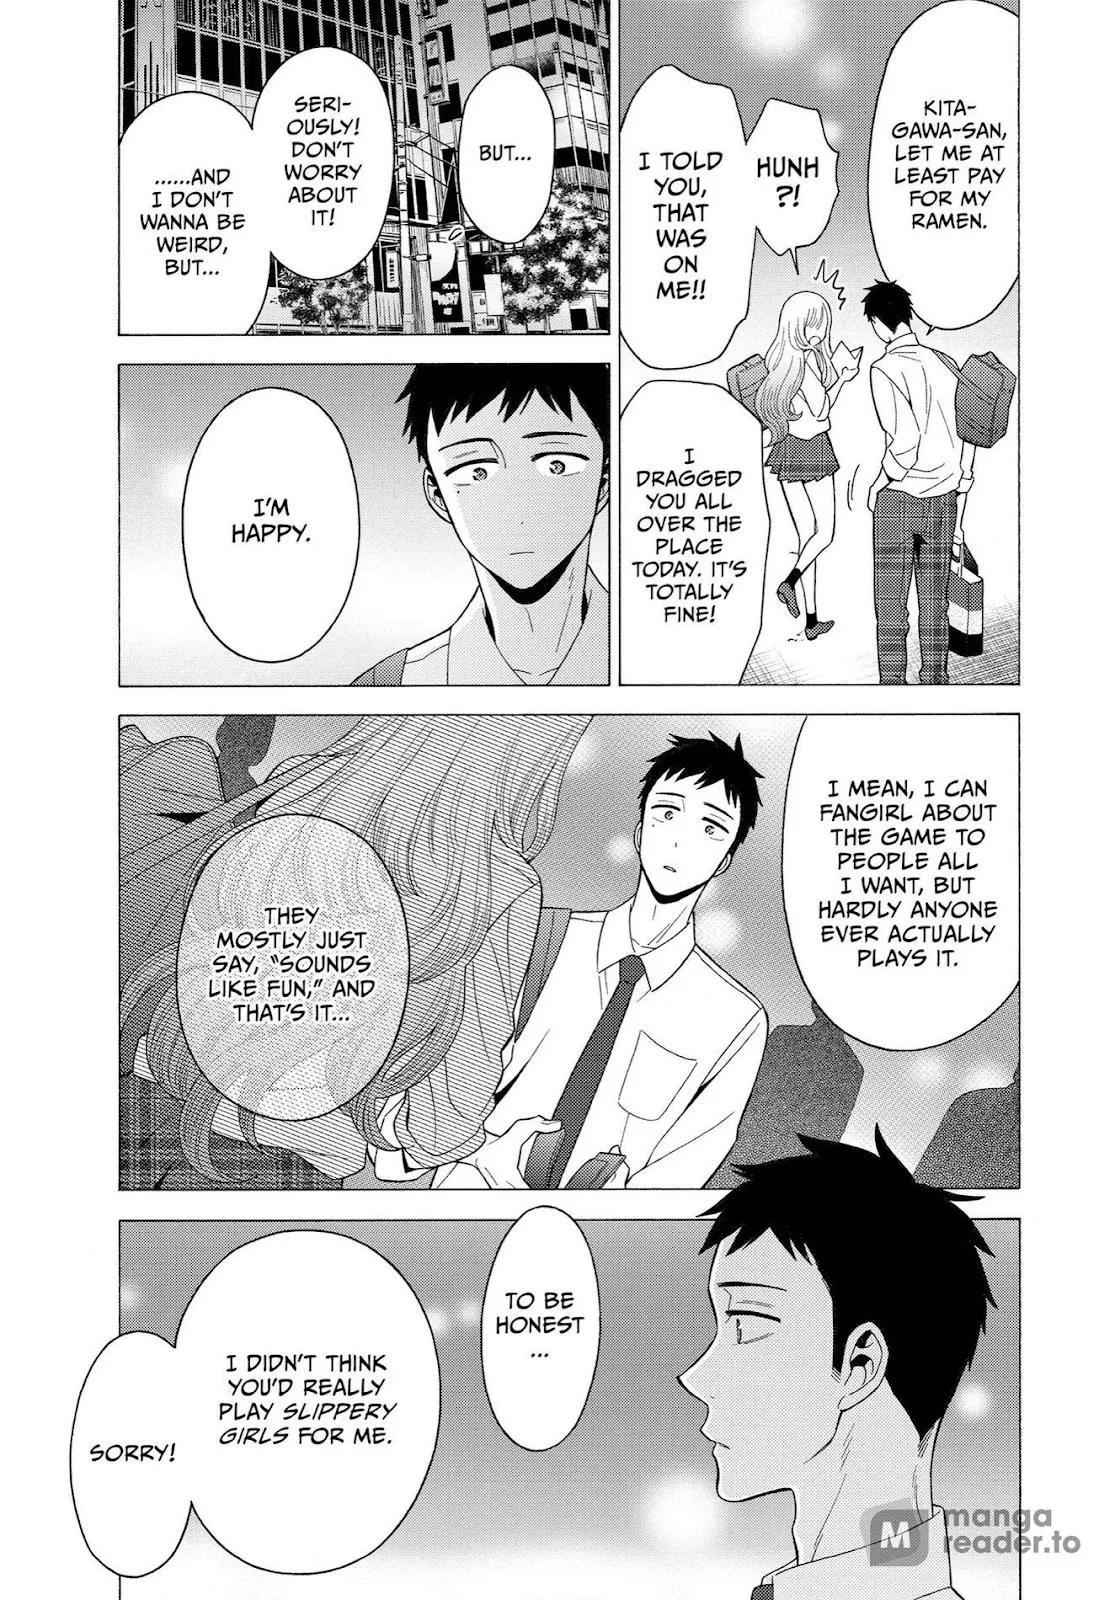 KITA-
GAWA-SAN,
LET ME AT
LEAST PAY
FOR MY
RAMEN.
HUNH
?!
I TOLD
YOU,
THAT WAS
ON
ME!!
I
DRAGGED
YOU ALL
OVER THE
PLACE
TODAY. IT'S
TOTALLY
FINE!
BUT...
SERI-
OUSLY!
DON'T
WORRY
ABOUT
IT!
......AND
I DON'T
WANNA BE
WEIRD,
BUT...
I'M
HAPPY.
I MEAN, I CAN
FANGIRL ABOUT
THE GAME TO
PEOPLE ALL
I WANT, BUT
HARDLY ANYONE
EVER ACTUALLY
PLAYS IT.
THEY
MOSTLY JUST
SAY, "SOUNDS
LIKE FUN," AND
THAT'S IT...
TO BE
HONEST
...
I DIDN'T THINK
YOU'D REALLY
PLAY SLIPPERY
GIRLS FOR ME.
SORRY!
M
manga
reader.to